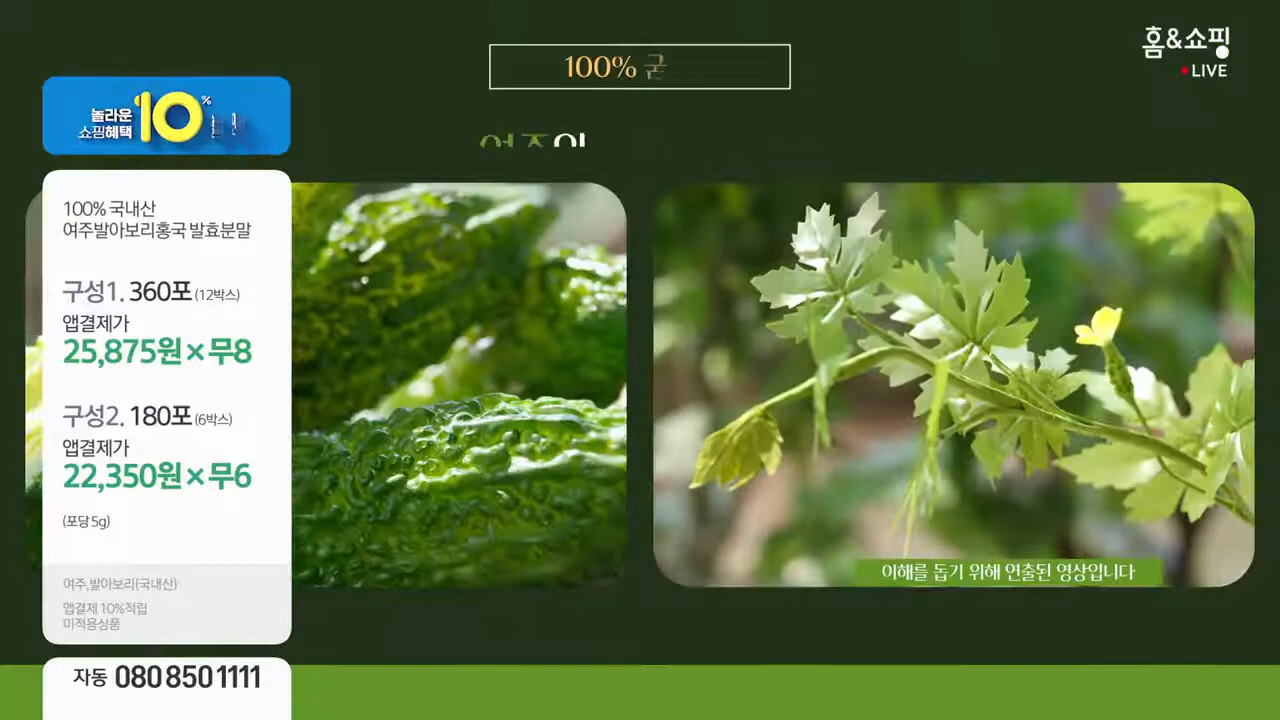 100%
홈&쇼핑
LIVE
놀라운
쇼핑혜택
10%
100% 국내산
여주발아보리홍국 발효분말
구성1. 360포(12박스)
앱결제가
25,875원×무8
구성2. 180포(6박스)
앱결제가
22,350원×무6
(포당 5g)
여주,발아보리(국내산)
앱결제 10%적립
미적용상품
이해를 돕기 위해 연출된 영상입니다
자동 080 850 1111